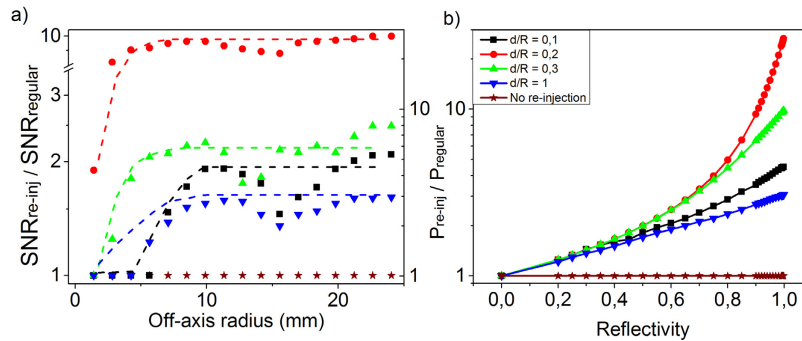 a)
SNRre-inj / SNRregular
10
3
2
1
10
1
0 10 20
Off-axis radius (mm)
b)
Pre-inj / Pregular
10
1
d/R = 0,1
d/R = 0,2
d/R = 0,3
d/R = 1
No re-injection
0,0 0,2 0,4 0,6 0,8 1,0
Reflectivity